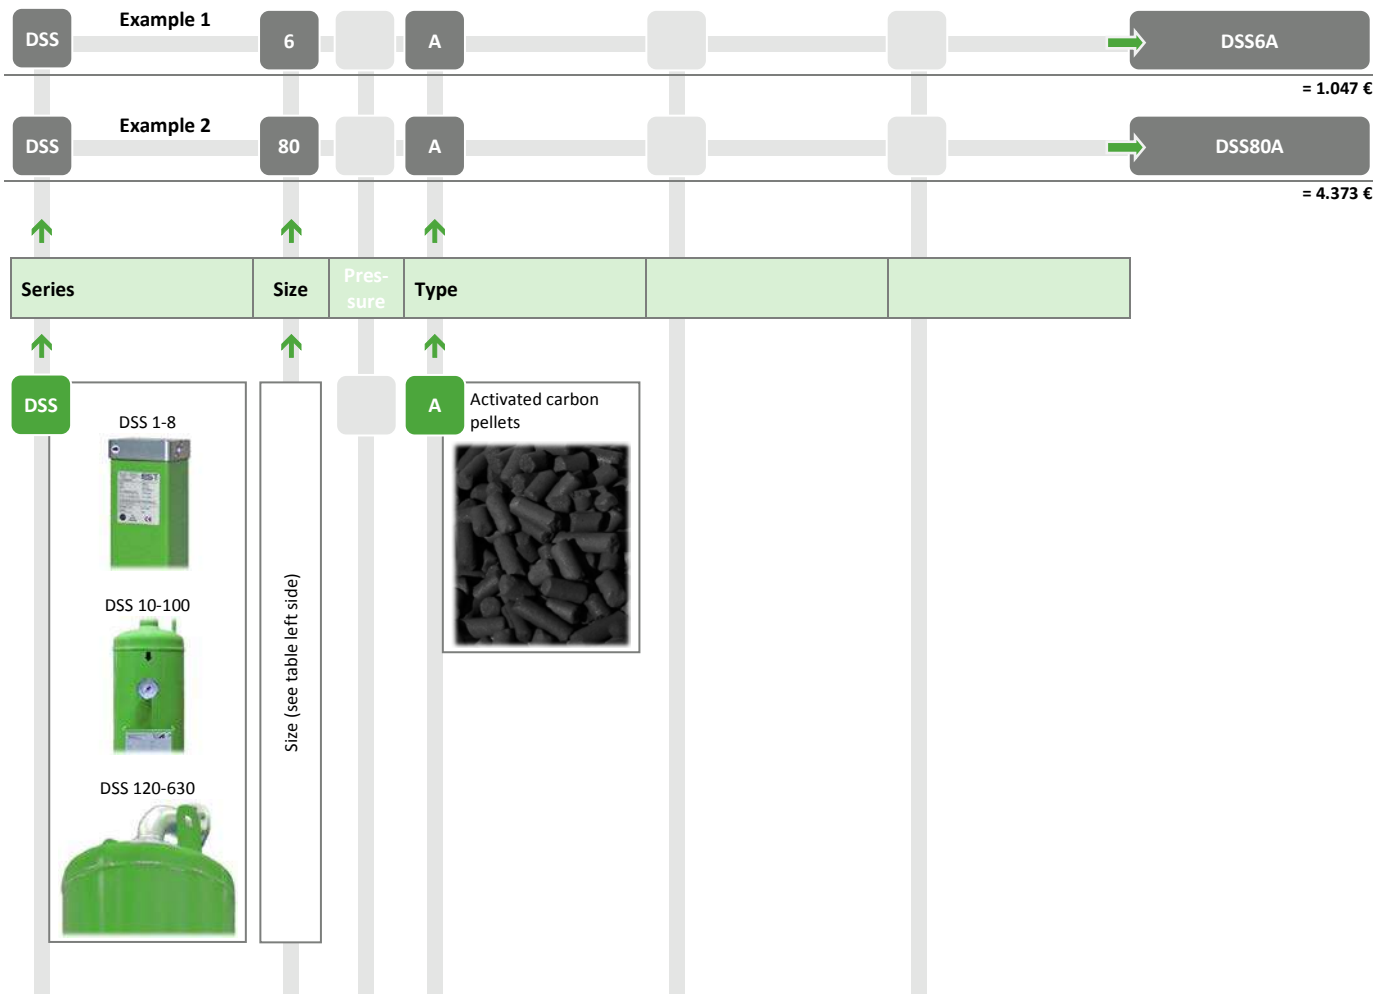 Example 1
DSS
6
A
DSS6A
= 1.047 €
Example 2
DSS
80
A
DSS80A
= 4.373 €
Series
Size
Pres-
sure
Type
DSS
DSS 1-8
DSS 10-100
DSS 120-630
Size (see table left side)
A
Activated carbon
pellets